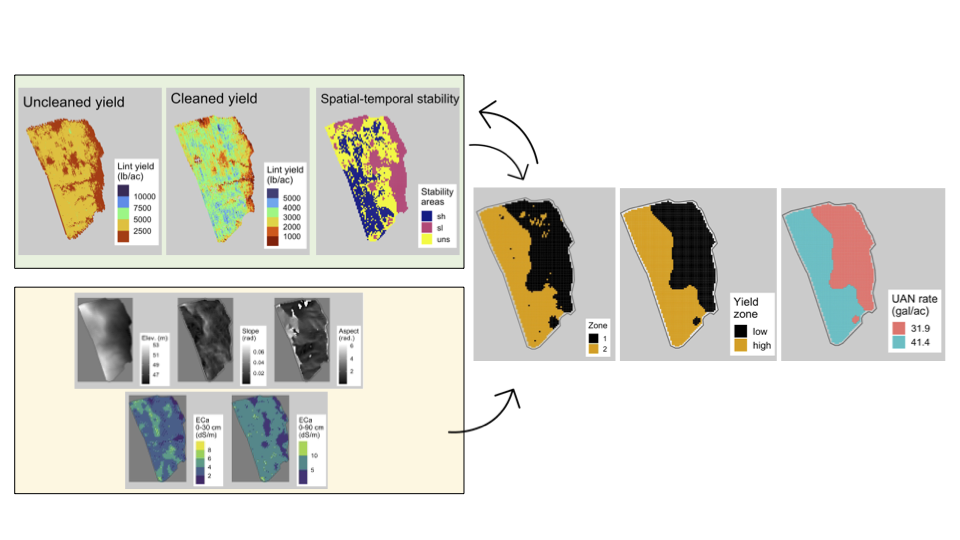 Uncleaned yield
Lint yield
(lb/ac)
10000
7500
5000
2500
Cleaned yield
Lint yield
(lb/ac)
5000
4000
3000
2000
1000
Spatial-temporal stability
Stability
areas
sh
sl
uns
Elev. (m)
53
51
49
47
Slope
(rad)
0.06
0.04
0.02
Aspect
(rad.)
6
4
2
ECa
0-30 cm
(dS/m)
8
6
4
2
ECa
0-90 cm
(dS/m)
10
5
Zone
1
2
Yield
zone
low
high
UAN rate
(gal/ac)
31.9
41.4